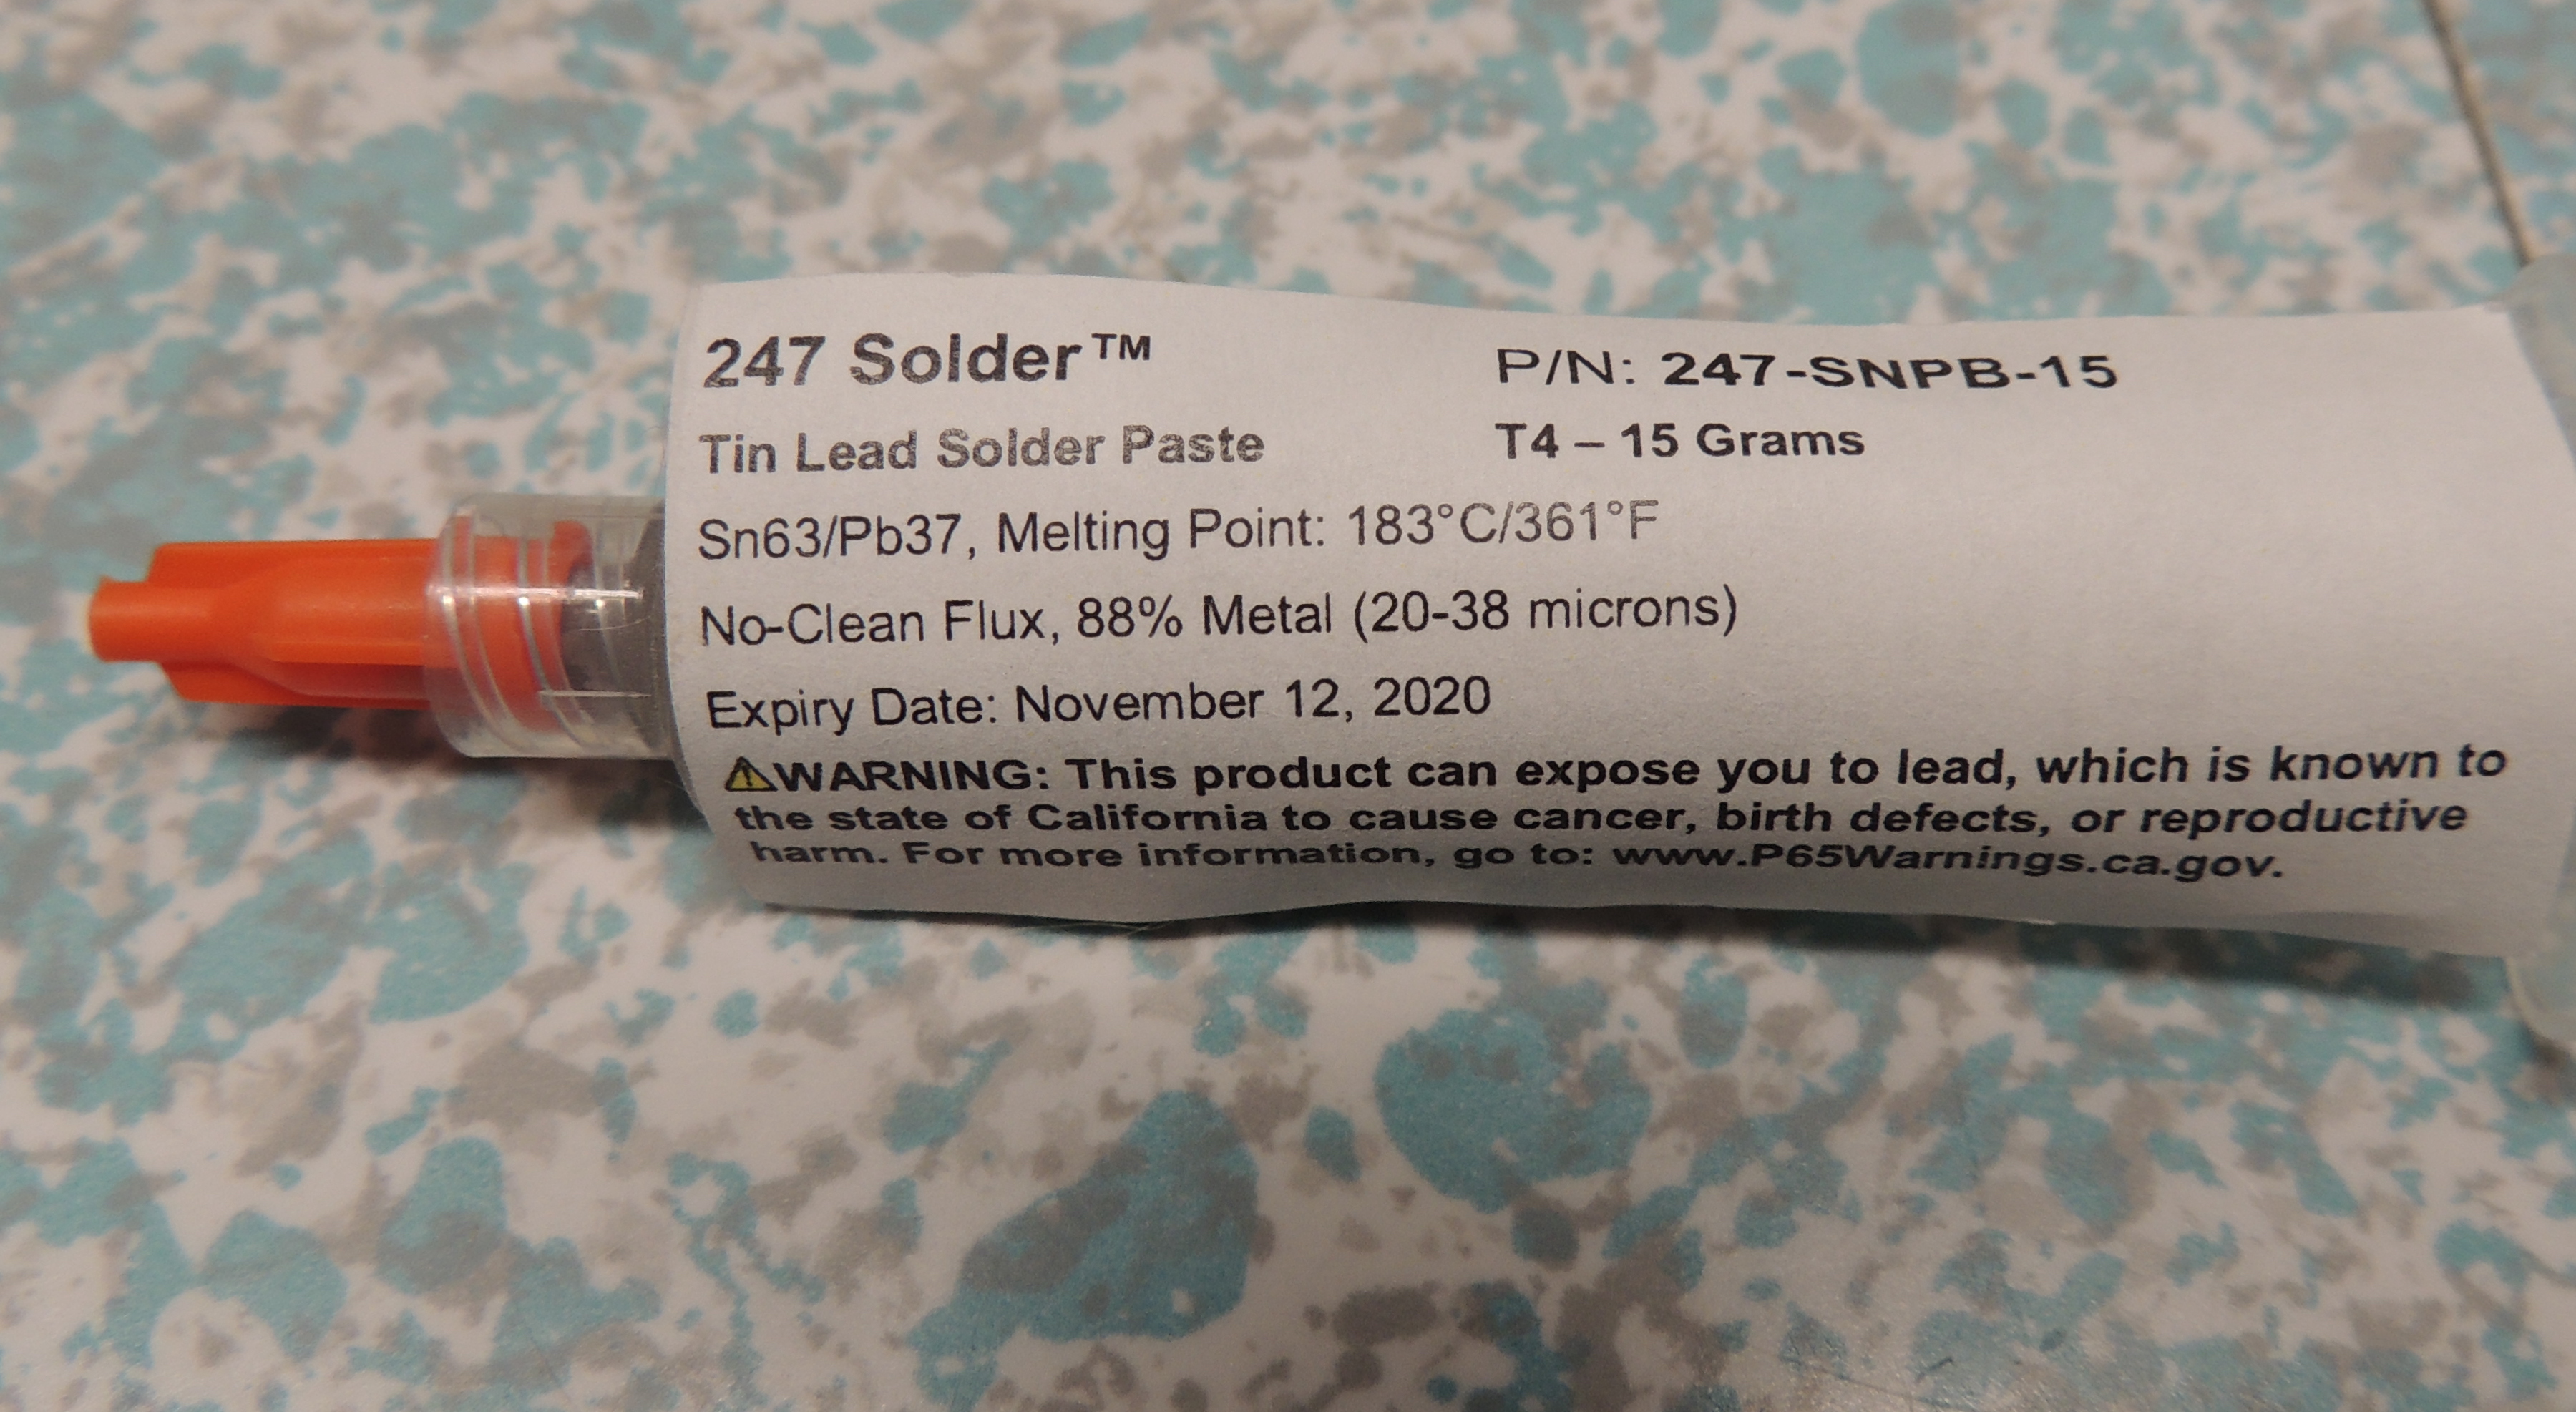 247 Solder™
P/N: 247-SNPB-15
Tin Lead Solder Paste
T4 – 15 Grams
Sn63/Pb37, Melting Point: 183°C/361°F
No-Clean Flux, 88% Metal (20-38 microns)
Expiry Date: November 12, 2020
⚠WARNING: This product can expose you to lead, which is known to
the state of California to cause cancer, birth defects, or reproductive
harm. For more information, go to: www.P65Warnings.ca.gov.